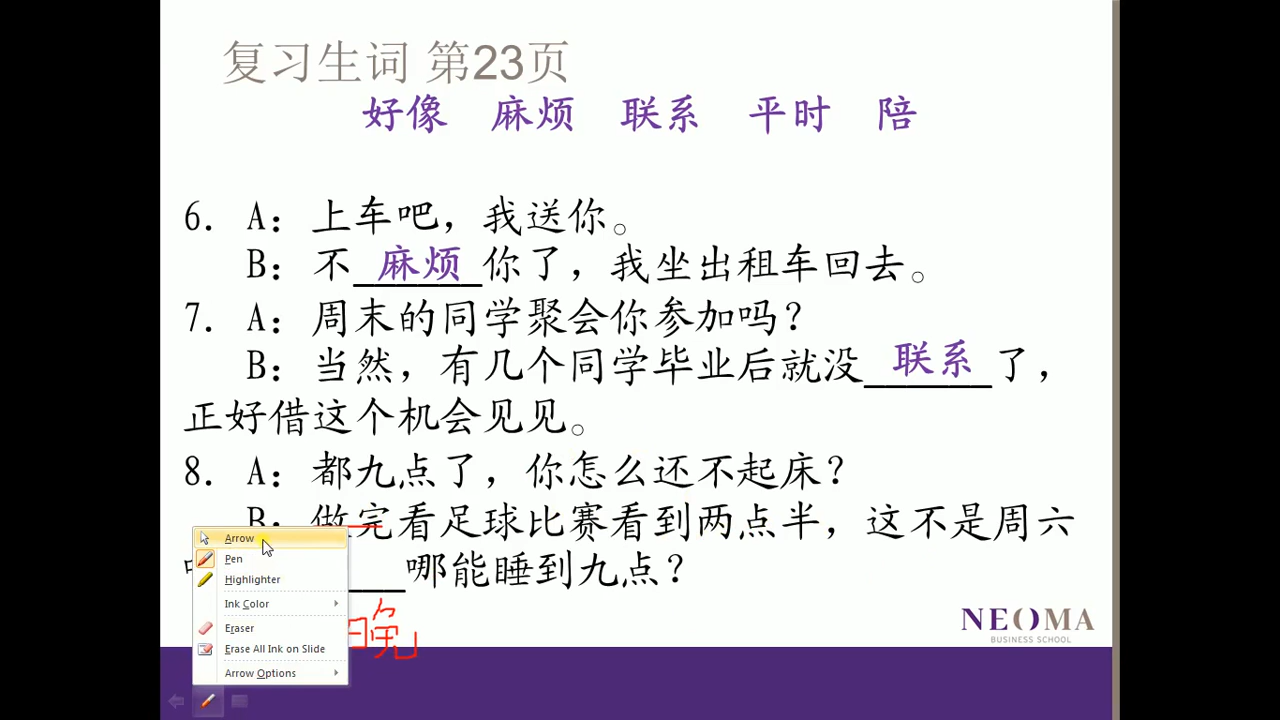 复习生词 第23页
好像 麻烦 联系 平时 陪
6. A：上车吧，我送你。
B：不 麻烦 你了，我坐出租车回去。
7. A：周末的同学聚会你参加吗？
B：当然，有几个同学毕业后就没 联系 了，
正好借这个机会见见。
8. A：都九点了，你怎么还不起床？
B：做完看足球比赛看到两点半，这不是周六
______哪能睡到九点？
晚
Arrow
Pen
Highlighter
Ink Color
Eraser
Erase All Ink on Slide
Arrow Options
NEOMA
BUSINESS SCHOOL